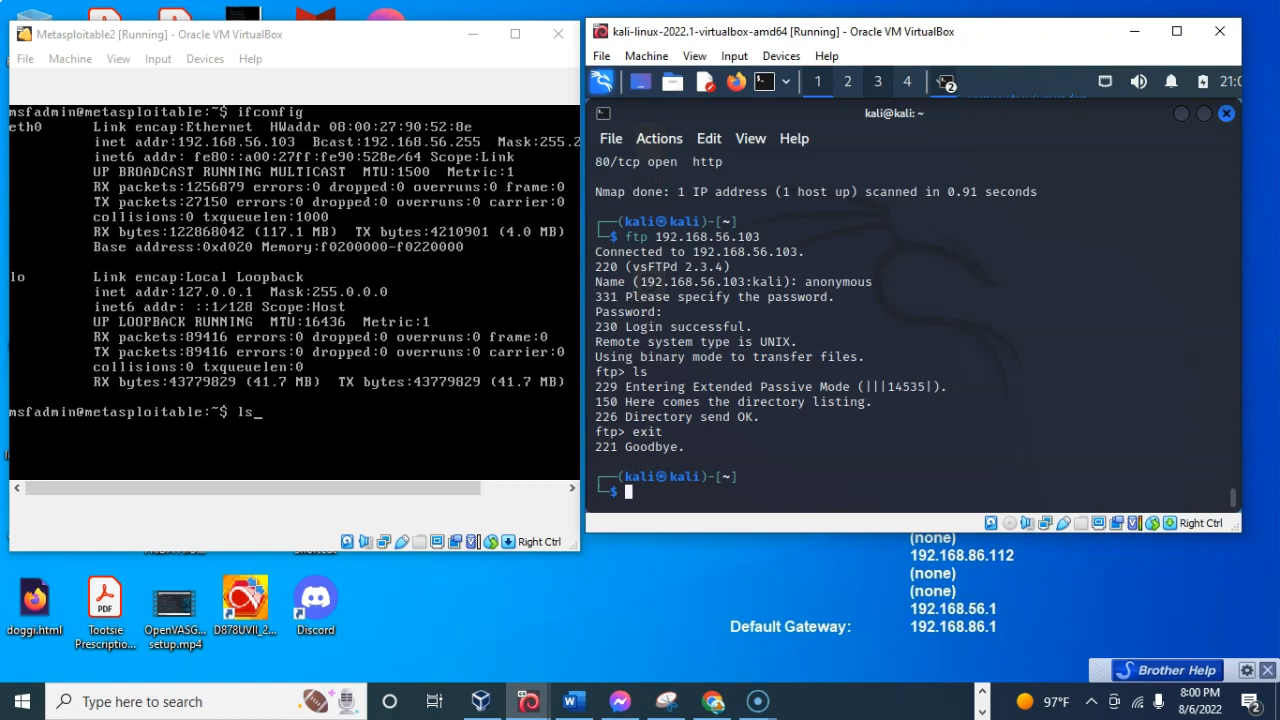 Metasploitable2 [Running] - Oracle VM VirtualBox
File Machine View Input Devices Help
msfadmin@metasploitable:~$ ifconfig
eth0 Link encap:Ethernet HWaddr 08:00:27:90:52:8e
inet addr:192.168.56.103 Bcast:192.168.56.255 Mask:255.2
inet6 addr: fe80::a00:27ff:fe90:528e/64 Scope:Link
UP BROADCAST RUNNING MULTICAST MTU:1500 Metric:1
RX packets:1256879 errors:0 dropped:0 overruns:0 frame:0
TX packets:27150 errors:0 dropped:0 overruns:0 carrier:0
collisions:0 txqueuelen:1000
RX bytes:122868042 (117.1 MB) TX bytes:4210901 (4.0 MB)
Base address:0xd020 Memory:f0200000-f0220000
lo Link encap:Local Loopback
inet addr:127.0.0.1 Mask:255.0.0.0
inet6 addr: ::1/128 Scope:Host
UP LOOPBACK RUNNING MTU:16436 Metric:1
RX packets:89416 errors:0 dropped:0 overruns:0 frame:0
TX packets:89416 errors:0 dropped:0 overruns:0 carrier:0
collisions:0 txqueuelen:0
RX bytes:43779829 (41.7 MB) TX bytes:43779829 (41.7 MB)
msfadmin@metasploitable:~$ ls_
Right Ctrl
kali-linux-2022.1-virtualbox-amd64 [Running] - Oracle VM VirtualBox
File Machine View Input Devices Help
1 2 3 4 2 21:0
kali@kali: ~
File Actions Edit View Help
80/tcp open http
Nmap done: 1 IP address (1 host up) scanned in 0.91 seconds
┌──(kali㉿kali)-[~]
└─$ ftp 192.168.56.103
Connected to 192.168.56.103.
220 (vsFTPd 2.3.4)
Name (192.168.56.103:kali): anonymous
331 Please specify the password.
Password:
230 Login successful.
Remote system type is UNIX.
Using binary mode to transfer files.
ftp> ls
229 Entering Extended Passive Mode (|||14535|).
150 Here comes the directory listing.
226 Directory send OK.
ftp> exit
221 Goodbye.
┌──(kali㉿kali)-[~]
└─$
Right Ctrl
(none)
192.168.86.112
(none)
(none)
192.168.56.1
Default Gateway: 192.168.86.1
PDF
doggi.html
Tootsie
Prescriptio...
OpenVASG...
setup.mp4
D878UVII_2...
Discord
Brother Help
Type here to search
97°F
8:00 PM
8/6/2022
2